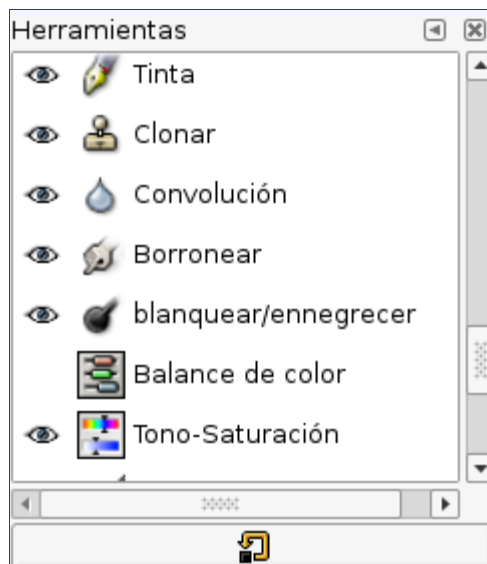 Herramientas
Tinta
Clonar
Convolución
Borronear
blanquear/ennegrecer
Balance de color
Tono-Saturación